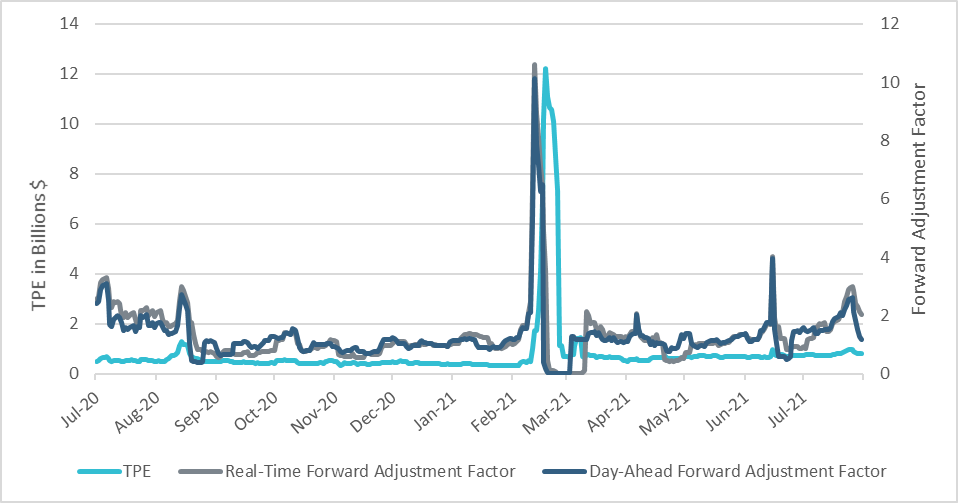 14
12
10
8
6
4
2
0
TPE in Billions $
12
10
8
6
4
2
0
Forward Adjustment Factor
Jul-20
Aug-20
Sep-20
Oct-20
Nov-20
Dec-20
Jan-21
Feb-21
Mar-21
Apr-21
May-21
Jun-21
Jul-21
TPE
Real-Time Forward Adjustment Factor
Day-Ahead Forward Adjustment Factor